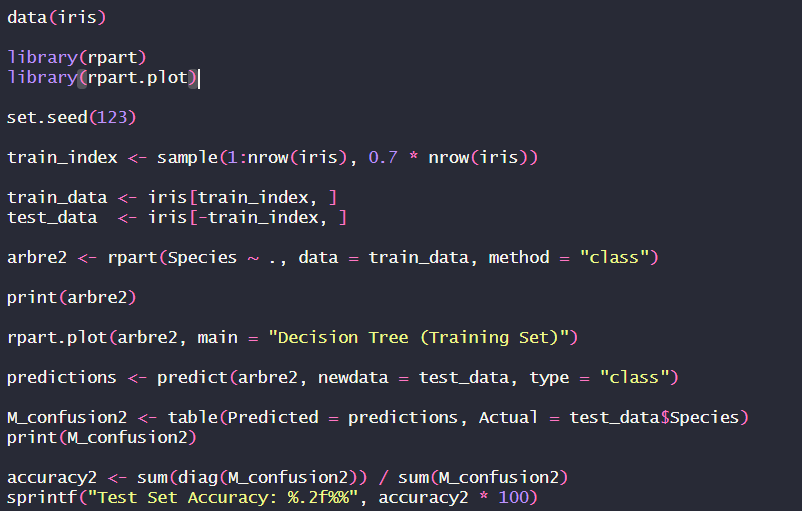 data(iris)
library(rpart)
library(rpart.plot)
set.seed(123)
train_index <- sample(1:nrow(iris), 0.7 * nrow(iris))
train_data <- iris[train_index, ]
test_data  <- iris[-train_index, ]
arbre2 <- rpart(Species ~ ., data = train_data, method = "class")
print(arbre2)
rpart.plot(arbre2, main = "Decision Tree (Training Set)")
predictions <- predict(arbre2, newdata = test_data, type = "class")
M_confusion2 <- table(Predicted = predictions, Actual = test_data$Species)
print(M_confusion2)
accuracy2 <- sum(diag(M_confusion2)) / sum(M_confusion2)
sprintf("Test Set Accuracy: %.2f%%", accuracy2 * 100)